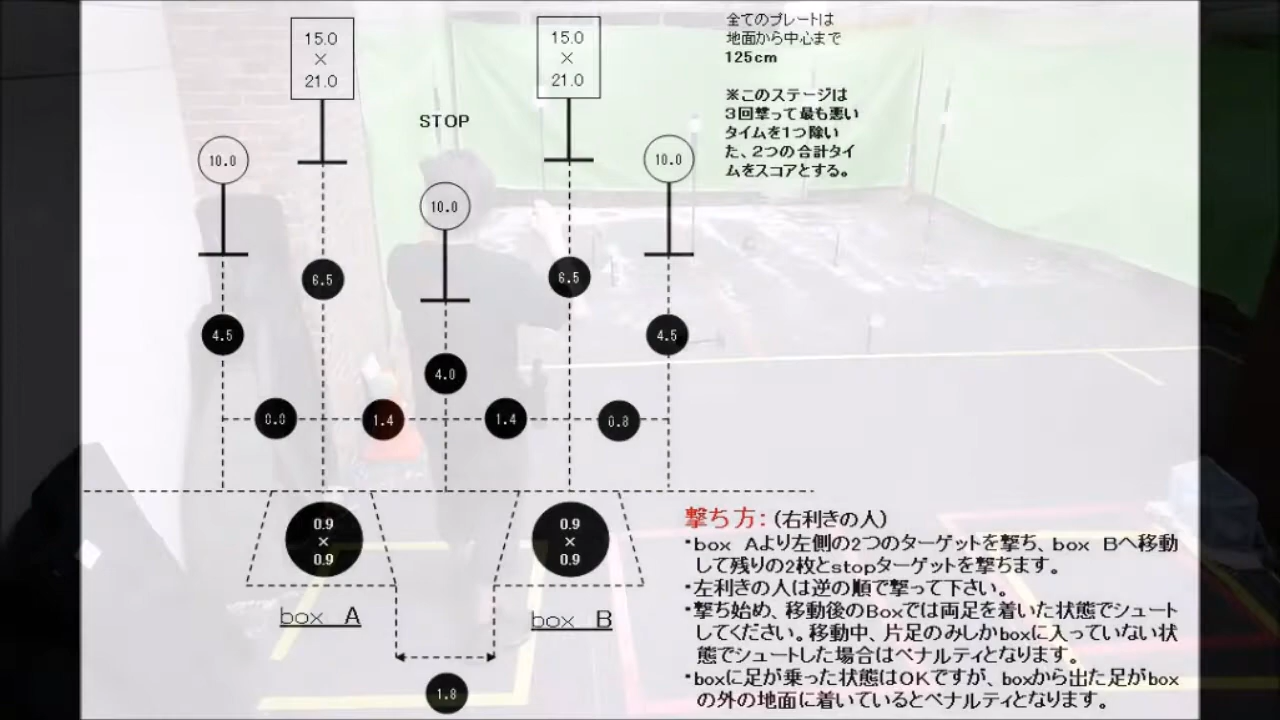 15.0
×
21.0
15.0
×
21.0
全てのプレートは
地面から中心まで
125cm
※このステージは
3回撃って最も悪い
タイムを1つ除い
た、2つの合計タイ
ムをスコアとする。
STOP
10.0
10.0
10.0
6.5
6.5
4.5
4.5
4.0
1.4
1.4
0.8
0.9
×
0.9
0.9
×
0.9
box A
box B
1.8
撃ち方：（右利きの人）
・box Aより左側の2つのターゲットを撃ち、box Bへ移動
して残りの2枚とstopターゲットを撃ちます。
・左利きの人は逆の順で撃って下さい。
・撃ち始め、移動後のBoxでは両足を着いた状態でシュート
してください。移動中、片足のみしかboxに入っていない状
態でシュートした場合はペナルティとなります。
・boxに足が乗った状態はOKですが、boxから出た足がbox
の外の地面に着いているとペナルティとなります。